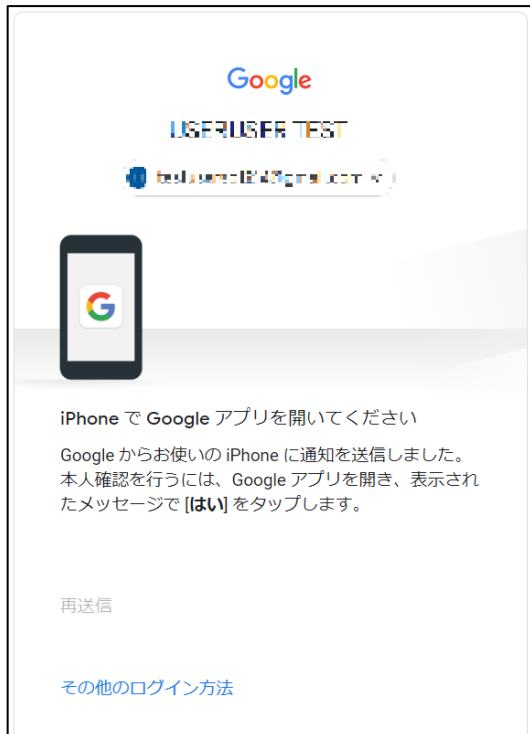 Google
USERUSER TEST
G
iPhone で Google アプリを開いてください
Google からお使いの iPhone に通知を送信しました。
本人確認を行うには、Google アプリを開き、表示され
たメッセージで [はい] をタップします。
再送信
その他のログイン方法